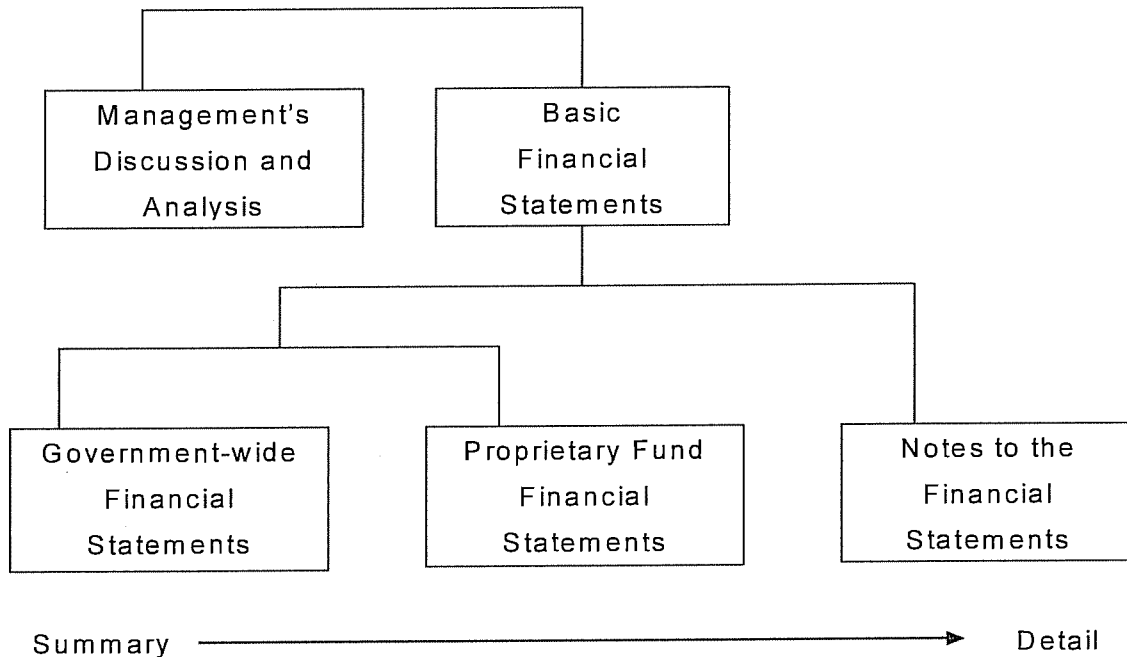 Management's
Discussion and
Analysis
Basic
Financial
Statements
Government-wide
Financial
Statements
Proprietary Fund
Financial
Statements
Notes to the
Financial
Statements
Summary
Detail